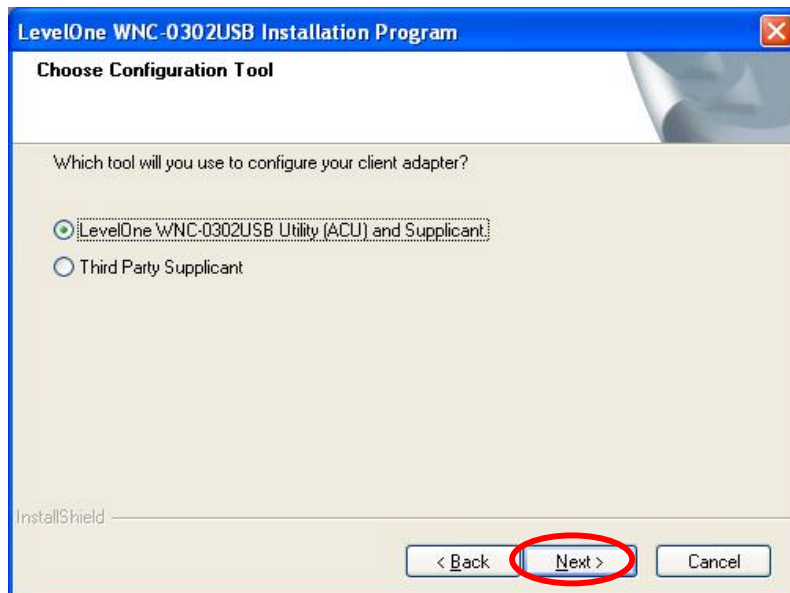 LevelOne WNC-0302USB Installation Program
Choose Configuration Tool
Which tool will you use to configure your client adapter?
LevelOne WNC-0302USB Utility (ACU) and Supplicant.
Third Party Supplicant
InstallShield
< Back Next > Cancel